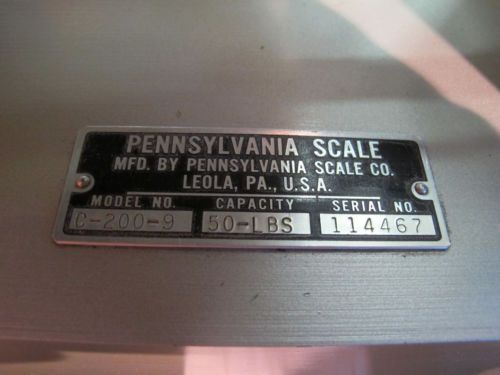 PENNSYLVANIA SCALE
MFD. BY PENNSYLVANIA SCALE CO.
LEOLA, PA., U.S.A.
MODEL NO. CAPACITY SERIAL NO.
C-200-9 50-LBS 114467